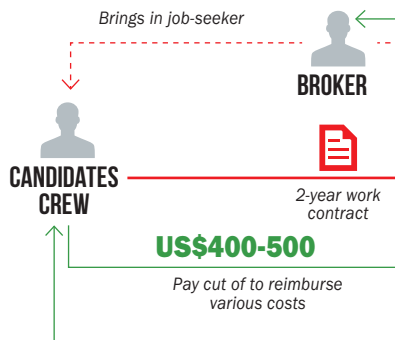 Brings in job-seeker
BROKER
CANDIDATES
CREW
2-year work
contract
US$400-500
Pay cut of to reimburse
various costs